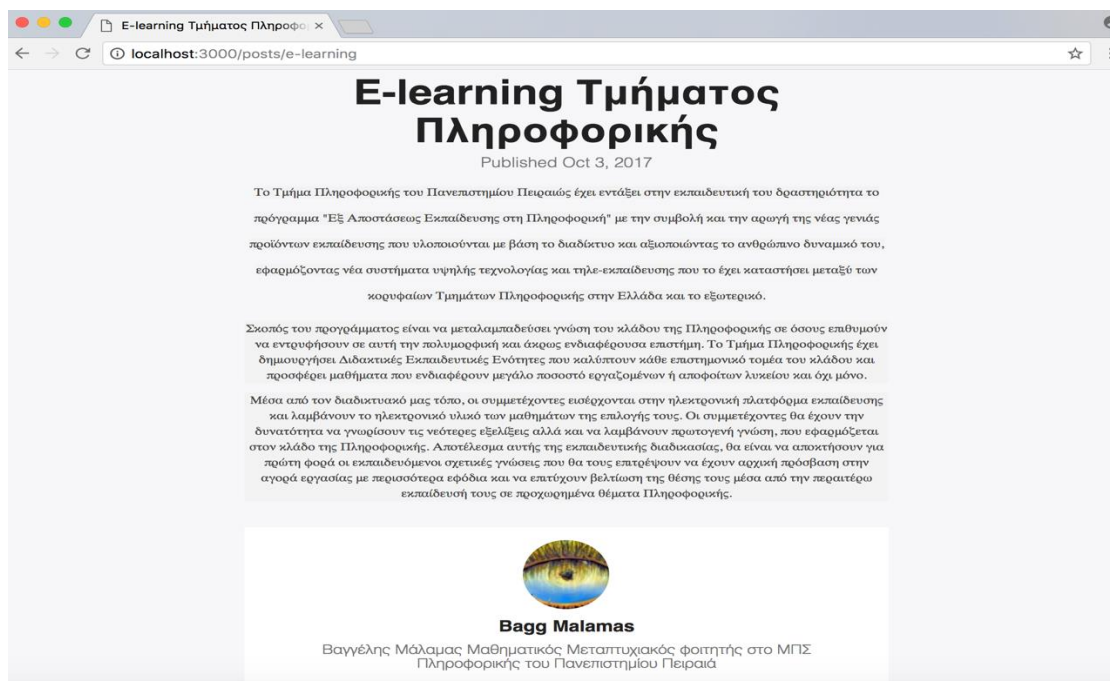 E-learning Τμήματος Πληροφο
localhost:3000/posts/e-learning
E-learning Τμήματος
Πληροφορικής
Published Oct 3, 2017
Το Τμήμα Πληροφορικής του Πανεπιστημίου Πειραιώς έχει εντάξει στην εκπαιδευτική του δραστηριότητα το
πρόγραμμα "Εξ Αποστάσεως Εκπαίδευσης στη Πληροφορική" με την συμβολή και την αρωγή της νέας γενιάς
προϊόντων εκπαίδευσης που υλοποιούνται με βάση το διαδίκτυο και αξιοποιώντας το ανθρώπινο δυναμικό του,
εφαρμόζοντας νέα συστήματα υψηλής τεχνολογίας και τηλε-εκπαίδευσης που το έχει καταστήσει μεταξύ των
κορυφαίων Τμημάτων Πληροφορικής στην Ελλάδα και το εξωτερικό.
Σκοπός του προγράμματος είναι να μεταλαμπαδεύσει γνώση του κλάδου της Πληροφορικής σε όσους επιθυμούν
να εντρυφήσουν σε αυτή την πολυμορφική και άκρως ενδιαφέρουσα επιστήμη. Το Τμήμα Πληροφορικής έχει
δημιουργήσει Διδακτικές Εκπαιδευτικές Ενότητες που καλύπτουν κάθε επιστημονικό τομέα του κλάδου και
προσφέρει μαθήματα που ενδιαφέρουν μεγάλο ποσοστό εργαζομένων ή αποφοίτων λυκείου και όχι μόνο.
Μέσα από τον διαδικτυακό μας τόπο, οι συμμετέχοντες εισέρχονται στην ηλεκτρονική πλατφόρμα εκπαίδευσης
και λαμβάνουν το ηλεκτρονικό υλικό των μαθημάτων της επιλογής τους. Οι συμμετέχοντες θα έχουν την
δυνατότητα να γνωρίσουν τις νεότερες εξελίξεις αλλά και να λαμβάνουν πρωτογενή γνώση, που εφαρμόζεται
στον κλάδο της Πληροφορικής. Αποτέλεσμα αυτής της εκπαιδευτικής διαδικασίας, θα είναι να αποκτήσουν για
πρώτη φορά οι εκπαιδευόμενοι σχετικές γνώσεις που θα τους επιτρέψουν να έχουν αρχική πρόσβαση στην
αγορά εργασίας με περισσότερα εφόδια και να επιτύχουν βελτίωση της θέσης τους μέσα από την περαιτέρω
εκπαίδευσή τους σε προχωρημένα θέματα Πληροφορικής.
Bagg Malamas
Βαγγέλης Μάλαμας Μαθηματικός Μεταπτυχιακός φοιτητής στο ΜΠΣ
Πληροφορικής του Πανεπιστημίου Πειραιά